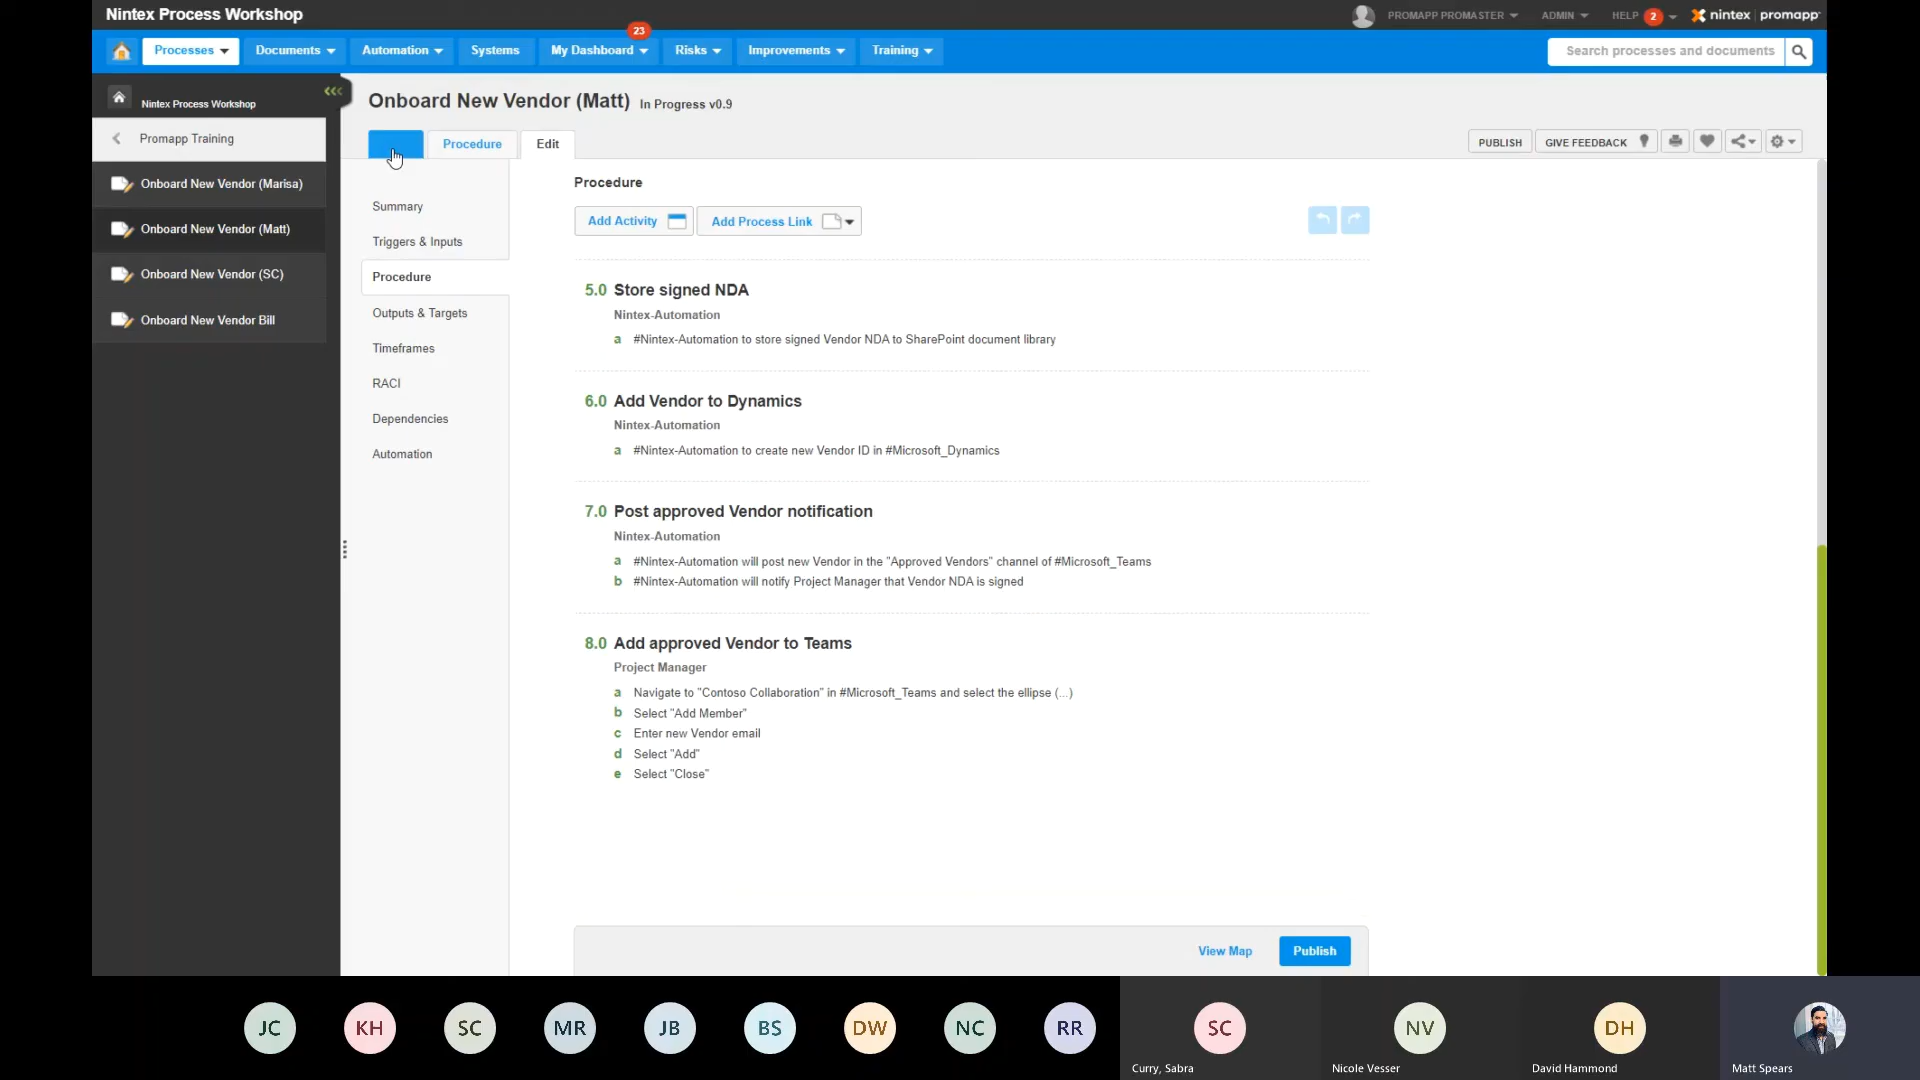 Nintex Process Workshop
PROMAPP PROMASTER
ADMIN
HELP 2
nintex promapp
Processes
Documents
Automation
Systems
My Dashboard
23
Risks
Improvements
Training
Search processes and documents
Nintex Process Workshop
Promapp Training
Onboard New Vendor (Marisa)
Onboard New Vendor (Matt)
Onboard New Vendor (SC)
Onboard New Vendor Bill
Onboard New Vendor (Matt) In Progress v0.9
Procedure
Edit
PUBLISH
GIVE FEEDBACK
Summary
Triggers & Inputs
Procedure
Outputs & Targets
Timeframes
RACI
Dependencies
Automation
Procedure
Add Activity
Add Process Link
5.0 Store signed NDA
Nintex-Automation
a #Nintex-Automation to store signed Vendor NDA to SharePoint document library
6.0 Add Vendor to Dynamics
Nintex-Automation
a #Nintex-Automation to create new Vendor ID in #Microsoft_Dynamics
7.0 Post approved Vendor notification
Nintex-Automation
a #Nintex-Automation will post new Vendor in the "Approved Vendors" channel of #Microsoft_Teams
b #Nintex-Automation will notify Project Manager that Vendor NDA is signed
8.0 Add approved Vendor to Teams
Project Manager
a Navigate to "Contoso Collaboration" in #Microsoft_Teams and select the ellipse (...)
b Select "Add Member"
c Enter new Vendor email
d Select "Add"
e Select "Close"
View Map
Publish
JC
KH
SC
MR
JB
BS
DW
NC
RR
SC
NV
DH
Curry, Sabra
Nicole Vesser
David Hammond
Matt Spears